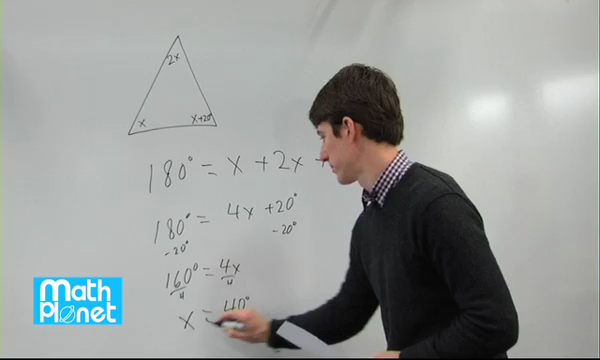 2x
x x+20°
180° = x + 2x +
180° = 4x + 20°
-20° -20°
160° = 4x
4 4
x = 40°
Math
Planet